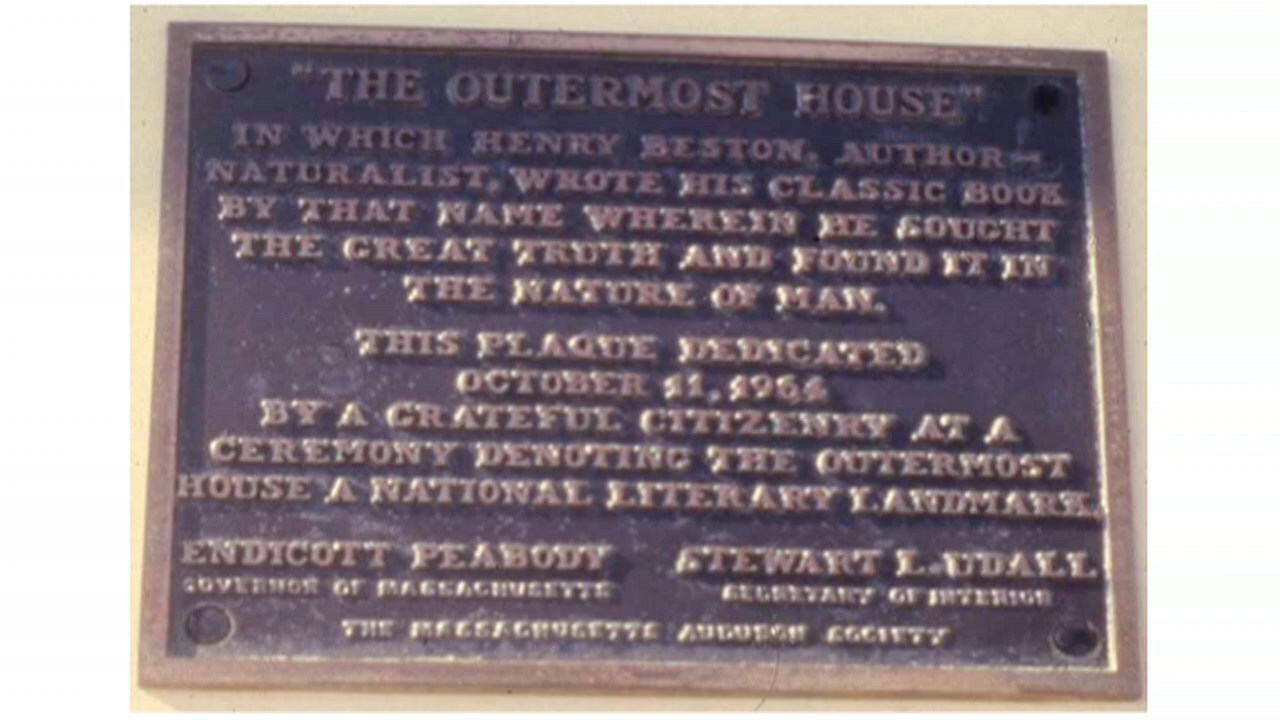 "THE OUTERMOST HOUSE"
IN WHICH HENRY BESTON, AUTHOR–
NATURALIST, WROTE HIS CLASSIC BOOK
BY THAT NAME WHEREIN HE SOUGHT
THE GREAT TRUTH AND FOUND IT IN
THE NATURE OF MAN.
THIS PLAQUE DEDICATED
OCTOBER 11, 1964
BY A GRATEFUL CITIZENRY AT A
CEREMONY DENOTING THE OUTERMOST
HOUSE A NATIONAL LITERARY LANDMARK.
ENDICOTT PEABODY STEWART L. UDALL
GOVERNOR OF MASSACHUSETTS SECRETARY OF INTERIOR
THE MASSACHUSETTS AUDUBON SOCIETY